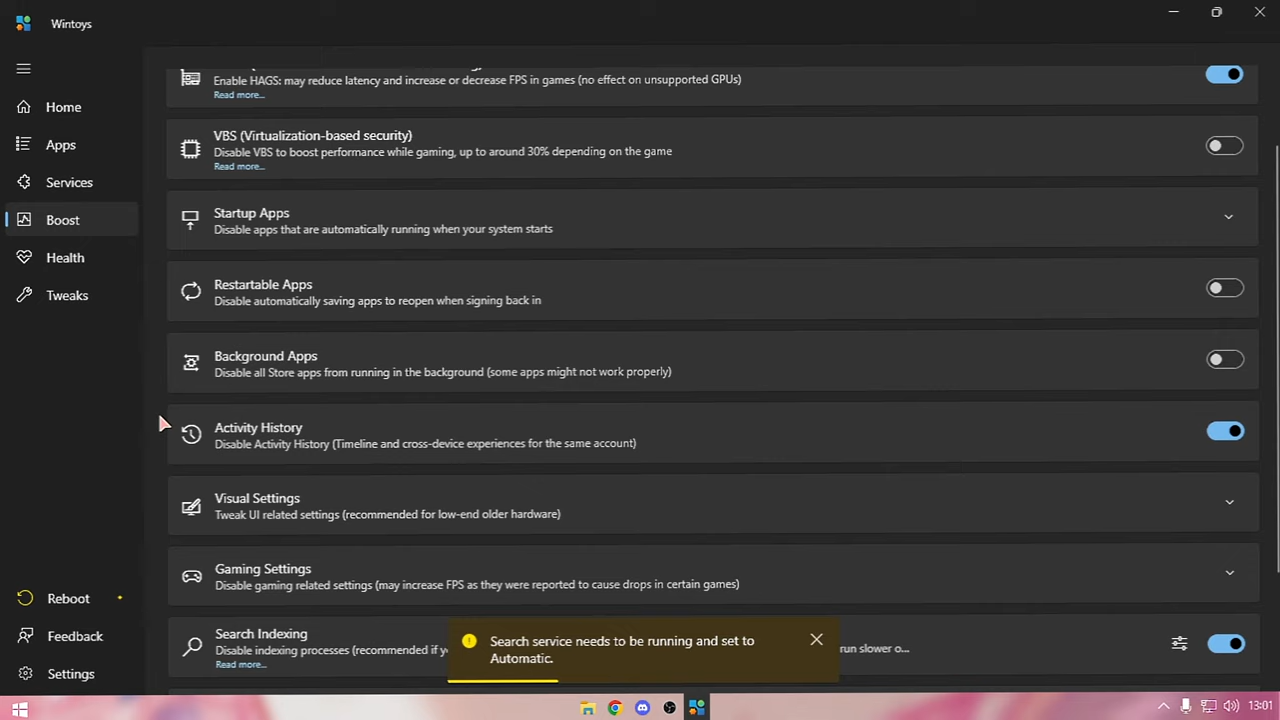 Wintoys
Home
Apps
Services
Boost
Health
Tweaks
Reboot
Feedback
Settings
Enable HAGS: may reduce latency and increase or decrease FPS in games (no effect on unsupported GPUs)
Read more...
VBS (Virtualization-based security)
Disable VBS to boost performance while gaming, up to around 30% depending on the game
Read more...
Startup Apps
Disable apps that are automatically running when your system starts
Restartable Apps
Disable automatically saving apps to reopen when signing back in
Background Apps
Disable all Store apps from running in the background (some apps might not work properly)
Activity History
Disable Activity History (Timeline and cross-device experiences for the same account)
Visual Settings
Tweak UI related settings (recommended for low-end older hardware)
Gaming Settings
Disable gaming related settings (may increase FPS as they were reported to cause drops in certain games)
Search Indexing
Disable indexing processes (recommended if y run slower o...
Read more...
Search service needs to be running and set to
Automatic.
13:01